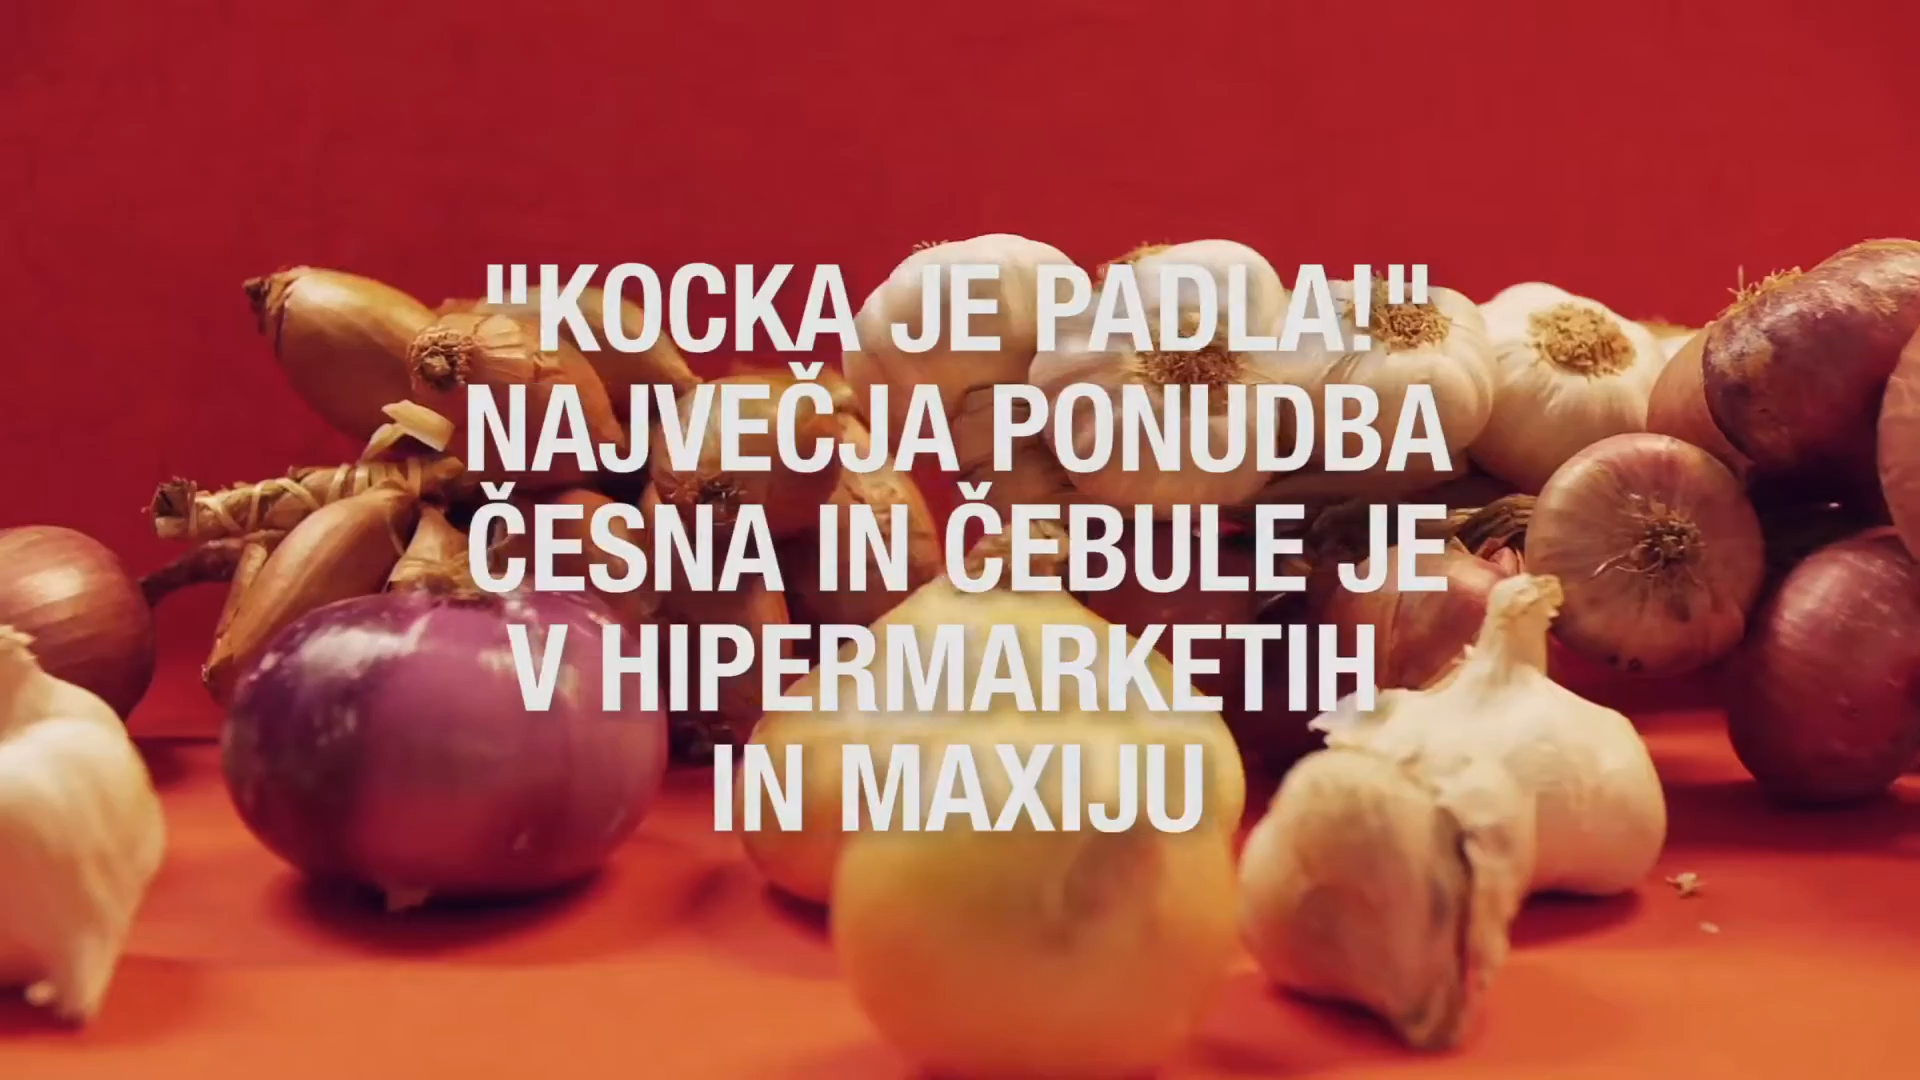 "KOCKA JE PADLA!"
NAJVEČJA PONUDBA
ČESNA IN ČEBULE JE
V HIPERMARKETIH
IN MAXIJU